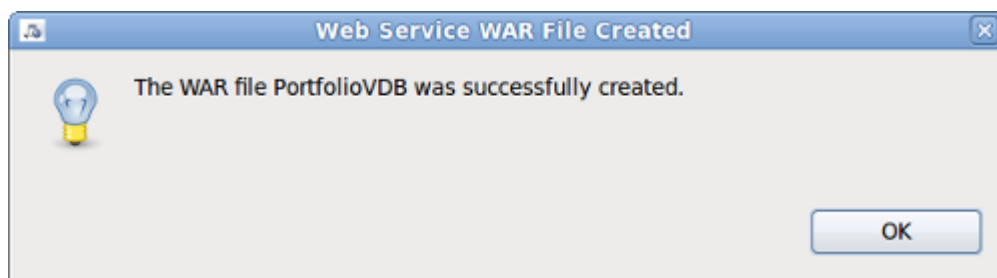 Web Service WAR File Created
The WAR file PortfolioVDB was successfully created.
OK